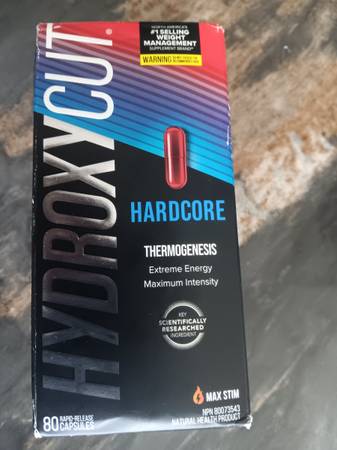 NORTH AMERICA'S
#1 SELLING
WEIGHT
MANAGEMENT
SUPPLEMENT BRAND*
WARNING
HYDROXYCUT.
HARDCORE
THERMOGENESIS
Extreme Energy
Maximum Intensity
KEY
SCIENTIFICALLY
RESEARCHED
INGREDIENT
MAX STIM
80 RAPID-RELEASE
CAPSULES
NPN 80073543
NATURAL HEALTH PRODUCT